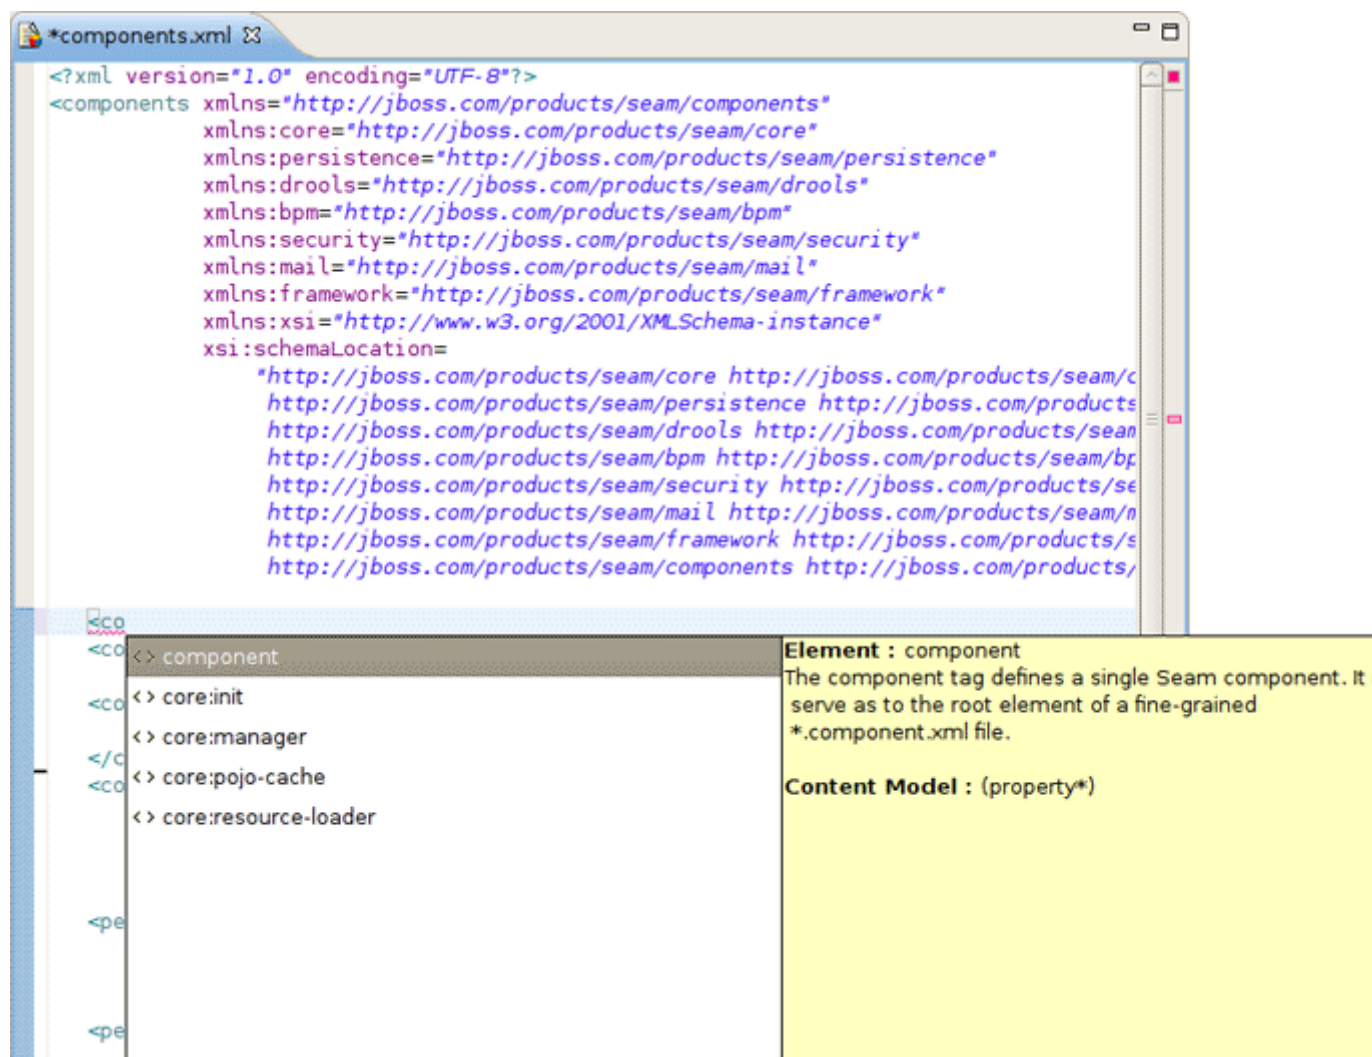 *components.xml
<?xml version="1.0" encoding="UTF-8"?>
<components xmlns="http://jboss.com/products/seam/components"
xmlns:core="http://jboss.com/products/seam/core"
xmlns:persistence="http://jboss.com/products/seam/persistence"
xmlns:drools="http://jboss.com/products/seam/drools"
xmlns:bpm="http://jboss.com/products/seam/bpm"
xmlns:security="http://jboss.com/products/seam/security"
xmlns:mail="http://jboss.com/products/seam/mail"
xmlns:framework="http://jboss.com/products/seam/framework"
xmlns:xsi="http://www.w3.org/2001/XMLSchema-instance"
xsi:schemaLocation=
"http://jboss.com/products/seam/core http://jboss.com/products/seam/c
http://jboss.com/products/seam/persistence http://jboss.com/products
http://jboss.com/products/seam/drools http://jboss.com/products/seam
http://jboss.com/products/seam/bpm http://jboss.com/products/seam/bp
http://jboss.com/products/seam/security http://jboss.com/products/se
http://jboss.com/products/seam/mail http://jboss.com/products/seam/m
http://jboss.com/products/seam/framework http://jboss.com/products/s
http://jboss.com/products/seam/components http://jboss.com/products/
<co
<co
<co
</c
<co
<pe
<pe
<> component
<> core:init
<> core:manager
<> core:pojo-cache
<> core:resource-loader
Element : component
The component tag defines a single Seam component. It
serve as to the root element of a fine-grained
*.component.xml file.
Content Model : (property*)